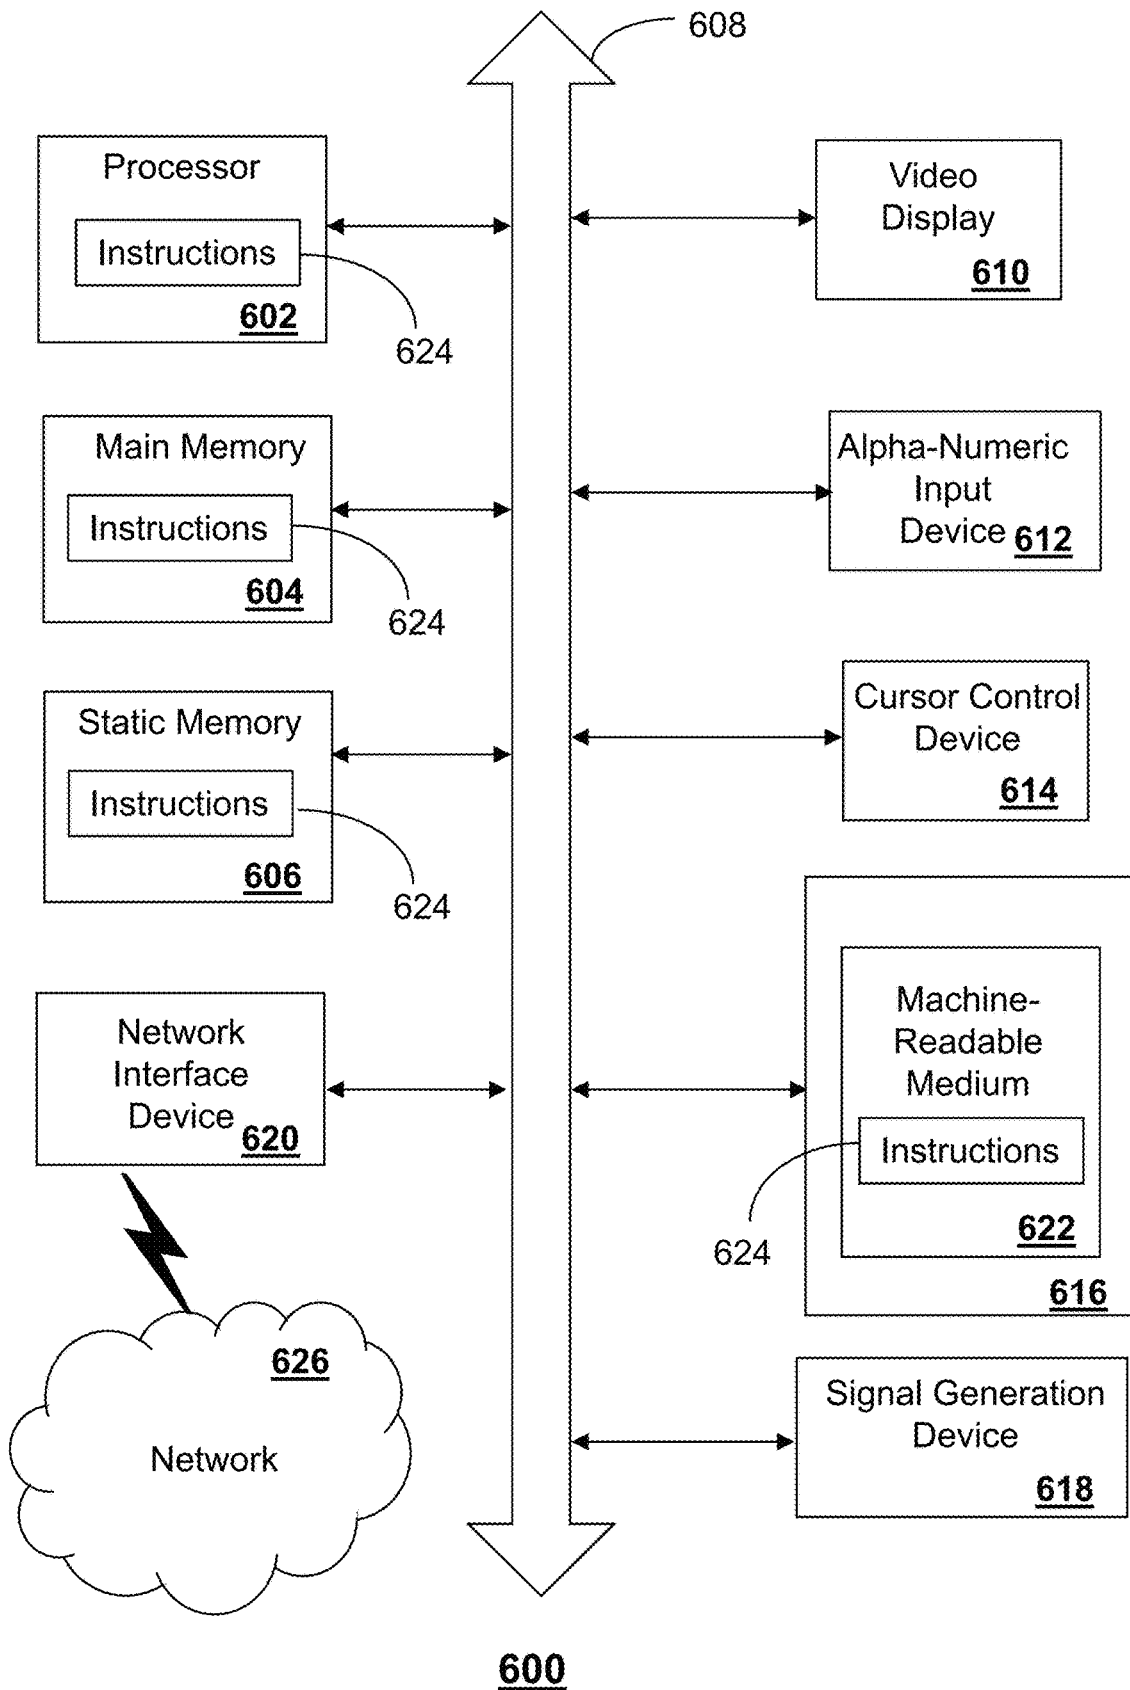 608
Processor
Instructions
602
624
Main Memory
Instructions
604
624
Static Memory
Instructions
606
624
Network
Interface
Device
620
626
Network
Video
Display
610
Alpha-Numeric
Input
Device
612
Cursor Control
Device
614
Machine-
Readable
Medium
Instructions
624
622
616
Signal Generation
Device
618
600